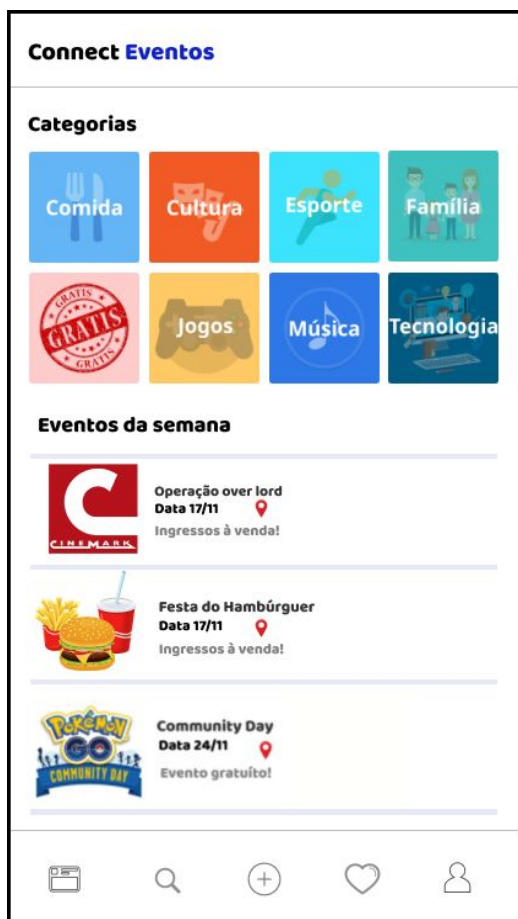 Connect Eventos
Categorias
Comida
Cultura
Esporte
Família
GRATIS
GRATIS
GRATIS
Jogos
Música
Tecnologia
Eventos da semana
CINEMARK
Operação over lord
Data 17/11
Ingressos à venda!
Festa do Hambúrguer
Data 17/11
Ingressos à venda!
POKÉMON
GO
COMMUNITY DAY
Community Day
Data 24/11
Evento gratuíto!